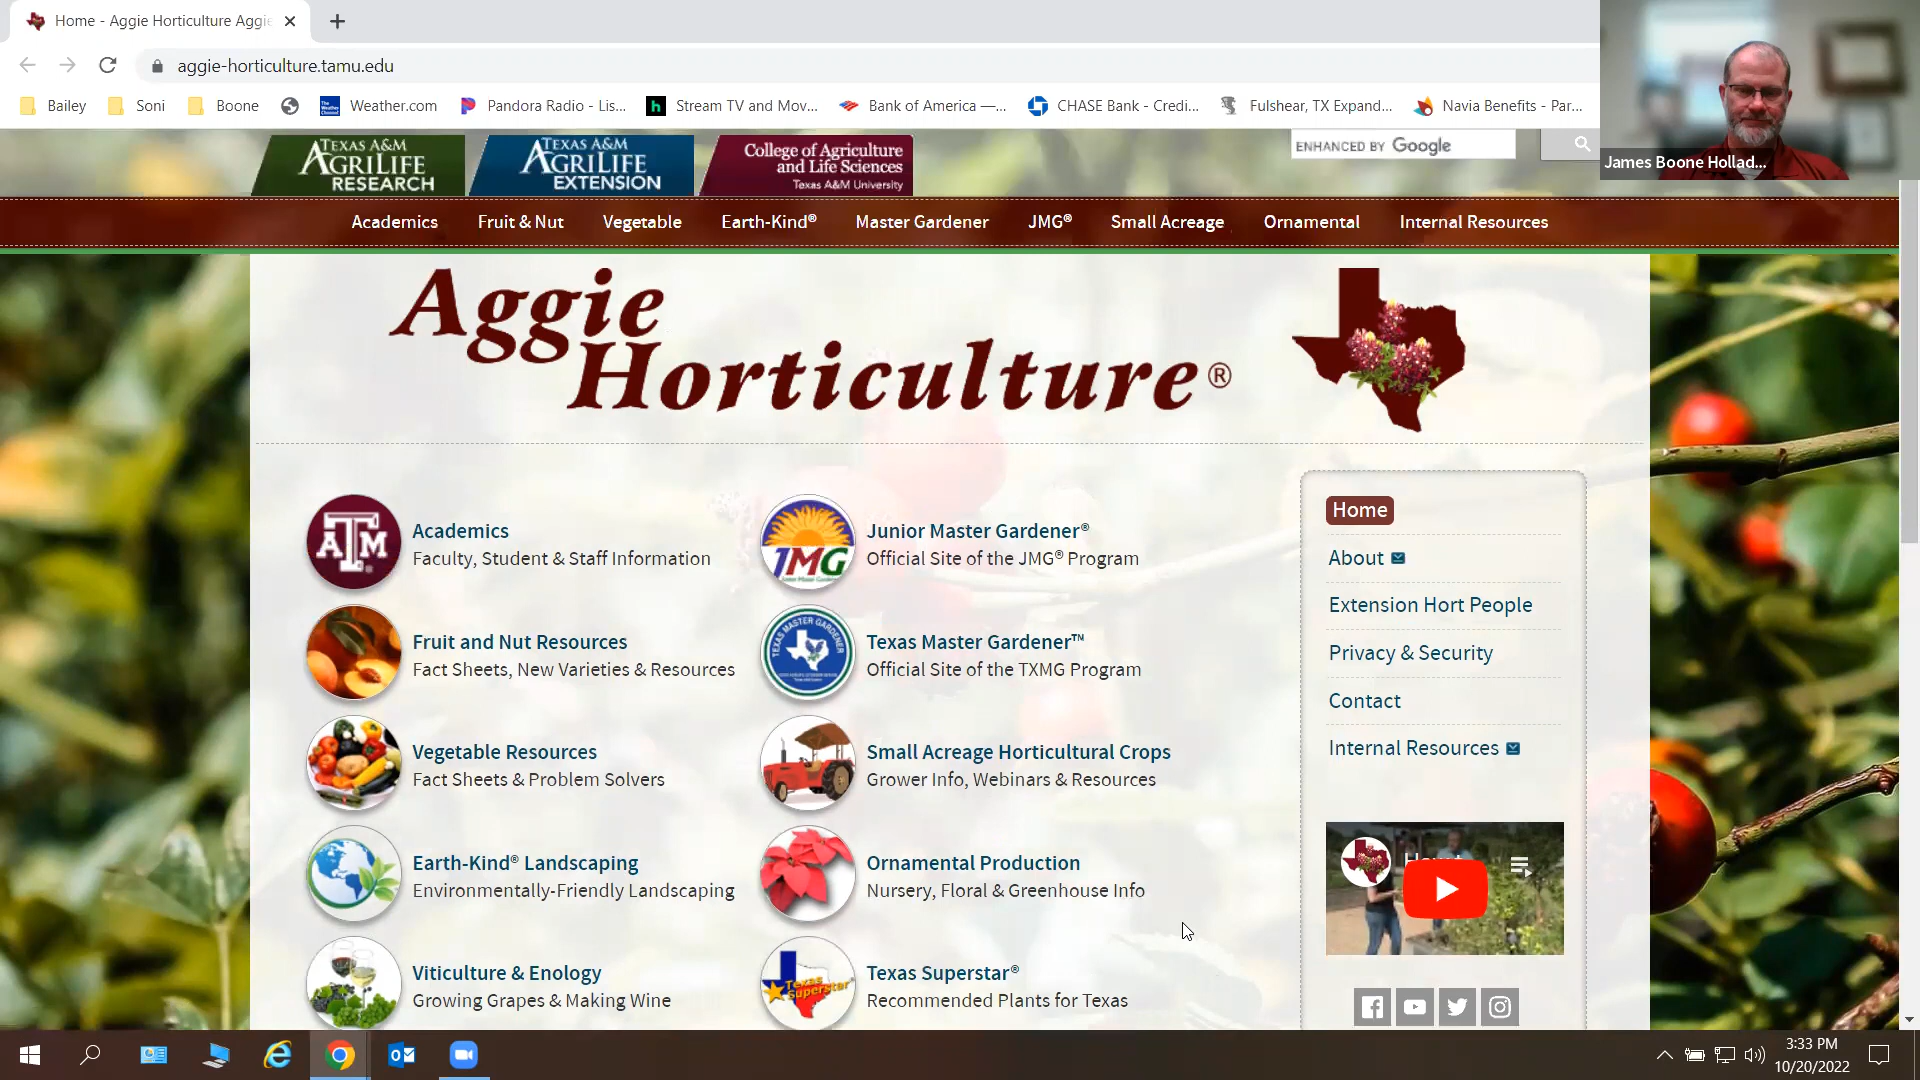 Home - Aggie Horticulture Aggie
aggie-horticulture.tamu.edu
Bailey
Soni
Boone
Weather.com
Pandora Radio - Lis...
Stream TV and Mov...
Bank of America —...
CHASE Bank - Credi...
Fulshear, TX Expand...
Navia Benefits - Par...
James Boone Hollad...
TEXAS A&M
AGRILIFE
RESEARCH
TEXAS A&M
AGRILIFE
EXTENSION
College of Agriculture
and Life Sciences
Texas A&M University
ENHANCED BY Google
Academics
Fruit & Nut
Vegetable
Earth-Kind®
Master Gardener
JMG®
Small Acreage
Ornamental
Internal Resources
Aggie
Horticulture®
Academics
Faculty, Student & Staff Information
Fruit and Nut Resources
Fact Sheets, New Varieties & Resources
Vegetable Resources
Fact Sheets & Problem Solvers
Earth-Kind® Landscaping
Environmentally-Friendly Landscaping
Viticulture & Enology
Growing Grapes & Making Wine
JMG
Junior Master Gardener®
Official Site of the JMG® Program
TEXAS MASTER GARDENER
Texas Master Gardener™
Official Site of the TXMG Program
Small Acreage Horticultural Crops
Grower Info, Webinars & Resources
Ornamental Production
Nursery, Floral & Greenhouse Info
Texas Superstar
Texas Superstar®
Recommended Plants for Texas
Home
About
Extension Hort People
Privacy & Security
Contact
Internal Resources
3:33 PM
10/20/2022